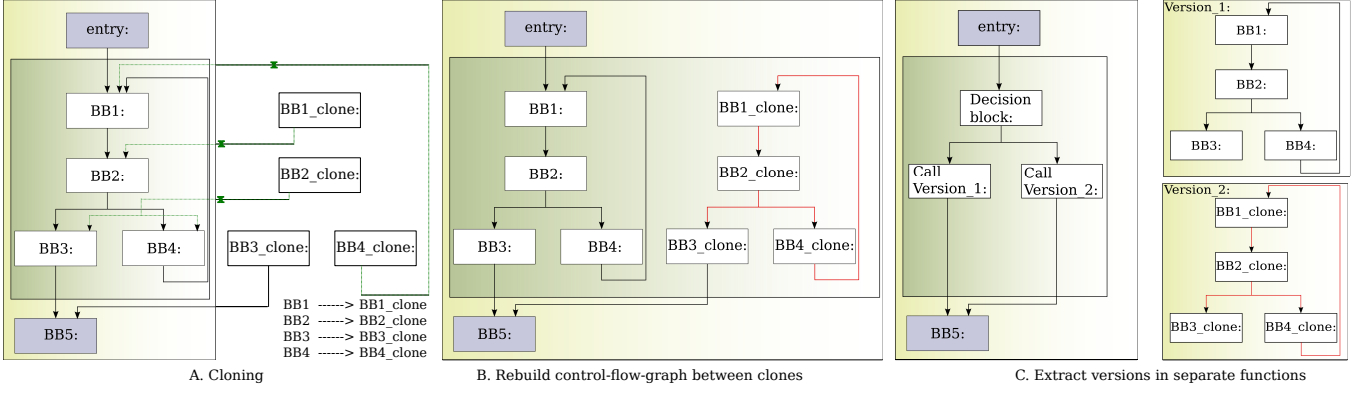 entry:
BB1:
BB1_clone:
BB2:
BB2_clone:
BB3:
BB4:
BB3_clone:
BB4_clone:
BB1 ------> BB1_clone
BB2 ------> BB2_clone
BB3 ------> BB3_clone
BB4 ------> BB4_clone
BB5:
A. Cloning
entry:
BB1:
BB1_clone:
BB2:
BB2_clone:
BB3:
BB4:
BB3_clone:
BB4_clone:
BB5:
B. Rebuild control-flow-graph between clones
entry:
Decision
block:
Call
Version_1:
Call
Version_2:
BB5:
Version_1:
BB1:
BB2:
BB3:
BB4:
Version_2:
BB1_clone:
BB2_clone:
BB3_clone:
BB4_clone:
C. Extract versions in separate functions